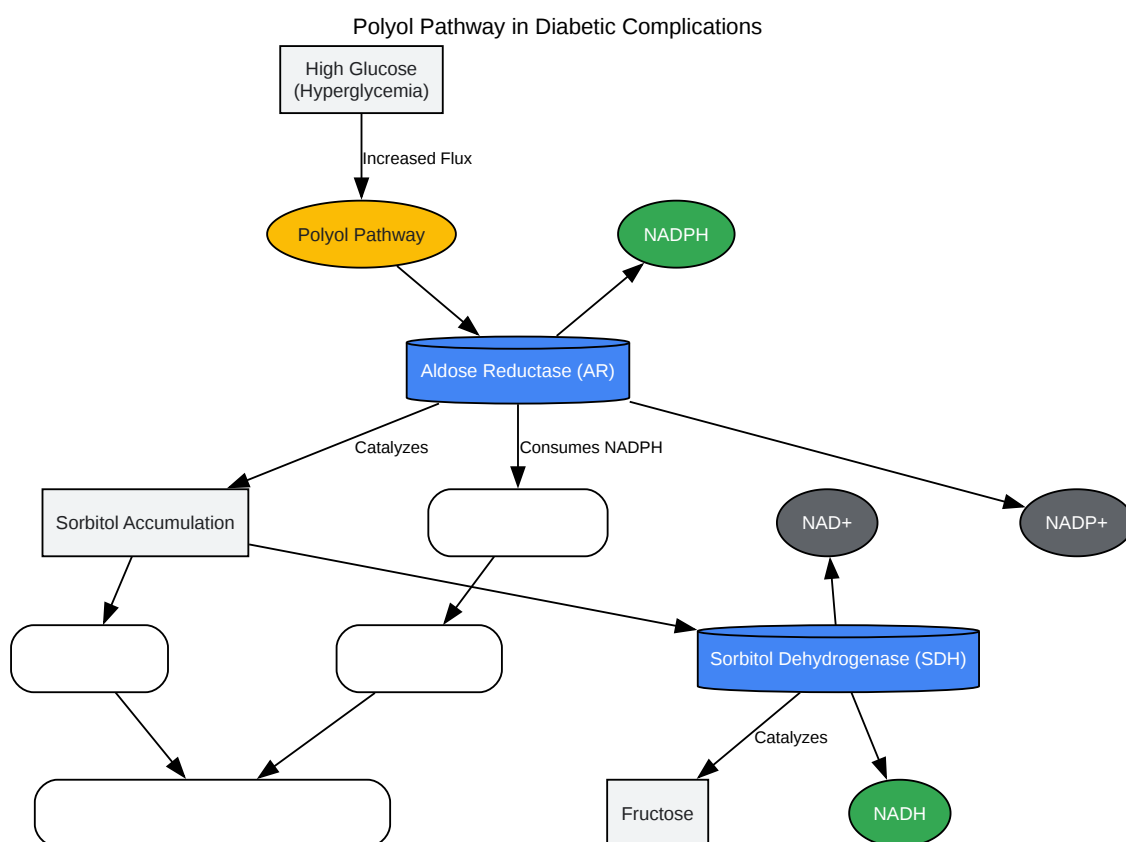 Polyol Pathway in Diabetic Complications
High Glucose
(Hyperglycemia)
Increased Flux
Polyol Pathway
NADPH
Aldose Reductase (AR)
Catalyzes
Consumes NADPH
Sorbitol Accumulation
NAD+
NADP+
Sorbitol Dehydrogenase (SDH)
Catalyzes
Fructose
NADH